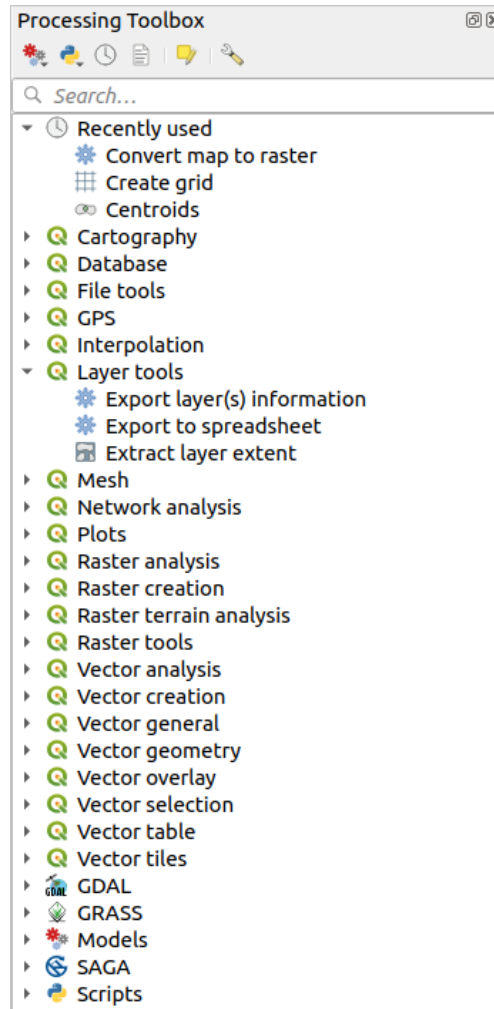 Processing Toolbox
Search...
Recently used
Convert map to raster
Create grid
Centroids
Cartography
Database
File tools
GPS
Interpolation
Layer tools
Export layer(s) information
Export to spreadsheet
Extract layer extent
Mesh
Network analysis
Plots
Raster analysis
Raster creation
Raster terrain analysis
Raster tools
Vector analysis
Vector creation
Vector general
Vector geometry
Vector overlay
Vector selection
Vector table
Vector tiles
GDAL GDAL
GRASS
Models
SAGA
Scripts